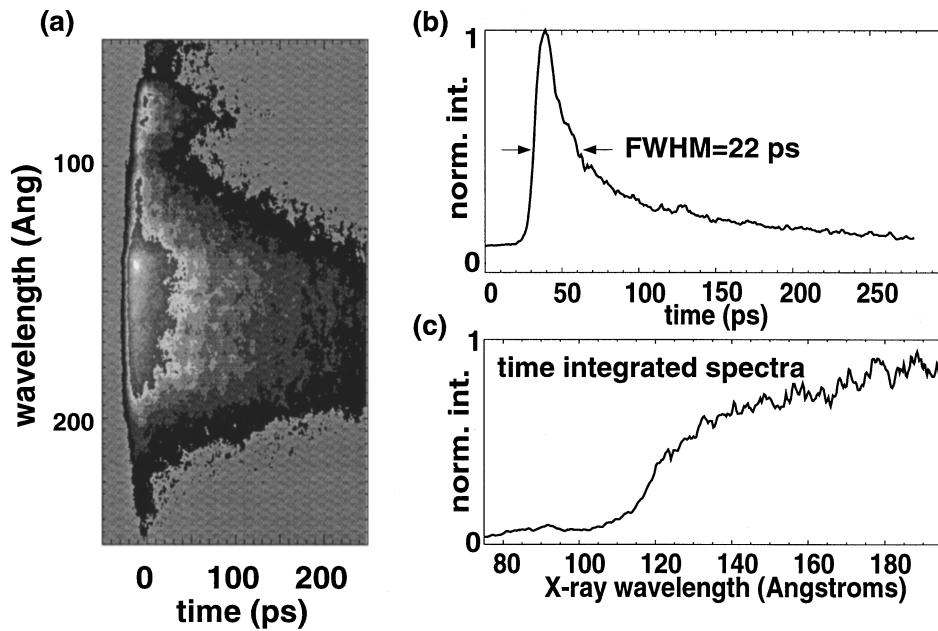 (a)
wavelength (Ang)
100
200
0 100 200
time (ps)
(b)
norm. int.
1
0
FWHM=22 ps
0 50 100 150 200 250
time (ps)
(c)
norm. int.
1
0
time integrated spectra
80 100 120 140 160 180
X-ray wavelength (Angstroms)